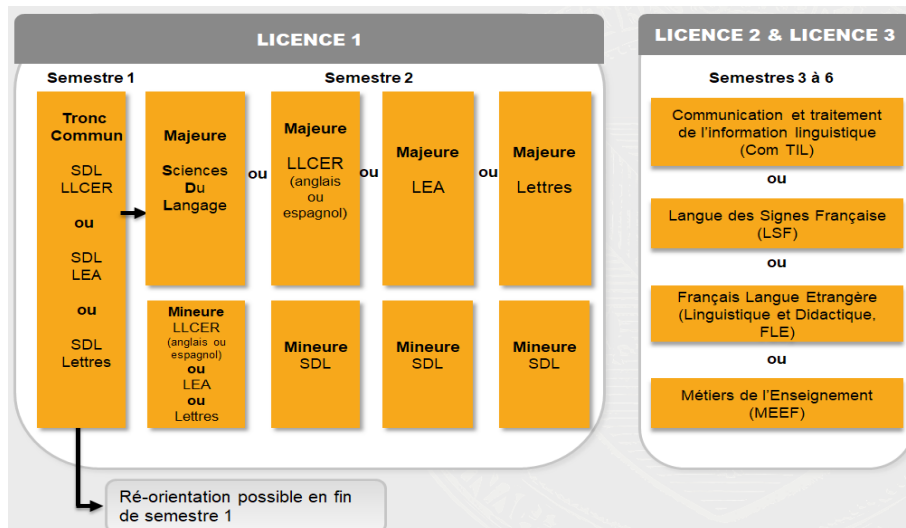 LICENCE 1
Semestre 1
Semestre 2
Tronc
Commun
SDL
LLCER
ou
SDL
LEA
ou
SDL
Lettres
Majeure
Sciences
Du
Langage
ou
Majeure
LLCER
(anglais
ou
espagnol)
ou
Majeure
LEA
ou
Majeure
Lettres
Mineure
LLCER
(anglais ou
espagnol)
ou
LEA
ou
Lettres
Mineure
SDL
Mineure
SDL
Mineure
SDL
Ré-orientation possible en fin
de semestre 1
LICENCE 2 & LICENCE 3
Semestres 3 à 6
Communication et traitement
de l’information linguistique
(Com TIL)
ou
Langue des Signes Française
(LSF)
ou
Français Langue Etrangère
(Linguistique et Didactique,
FLE)
ou
Métiers de l’Enseignement
(MEEF)